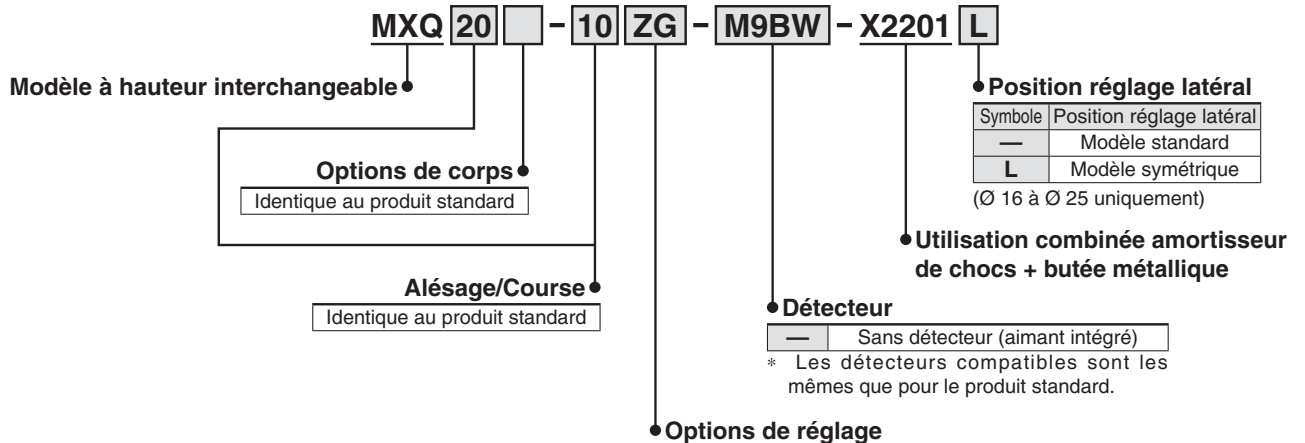 MXQ 20 – 10 ZG – M9BW – X2201 L
Modèle à hauteur interchangeable
Position réglage latéral
Symbole Position réglage latéral
— Modèle standard
L Modèle symétrique
(Ø 16 à Ø 25 uniquement)
Options de corps
Identique au produit standard
Utilisation combinée amortisseur
de chocs + butée métallique
Alésage/Course
Identique au produit standard
Détecteur
— Sans détecteur (aimant intégré)
* Les détecteurs compatibles sont les
mêmes que pour le produit standard.
Options de réglage